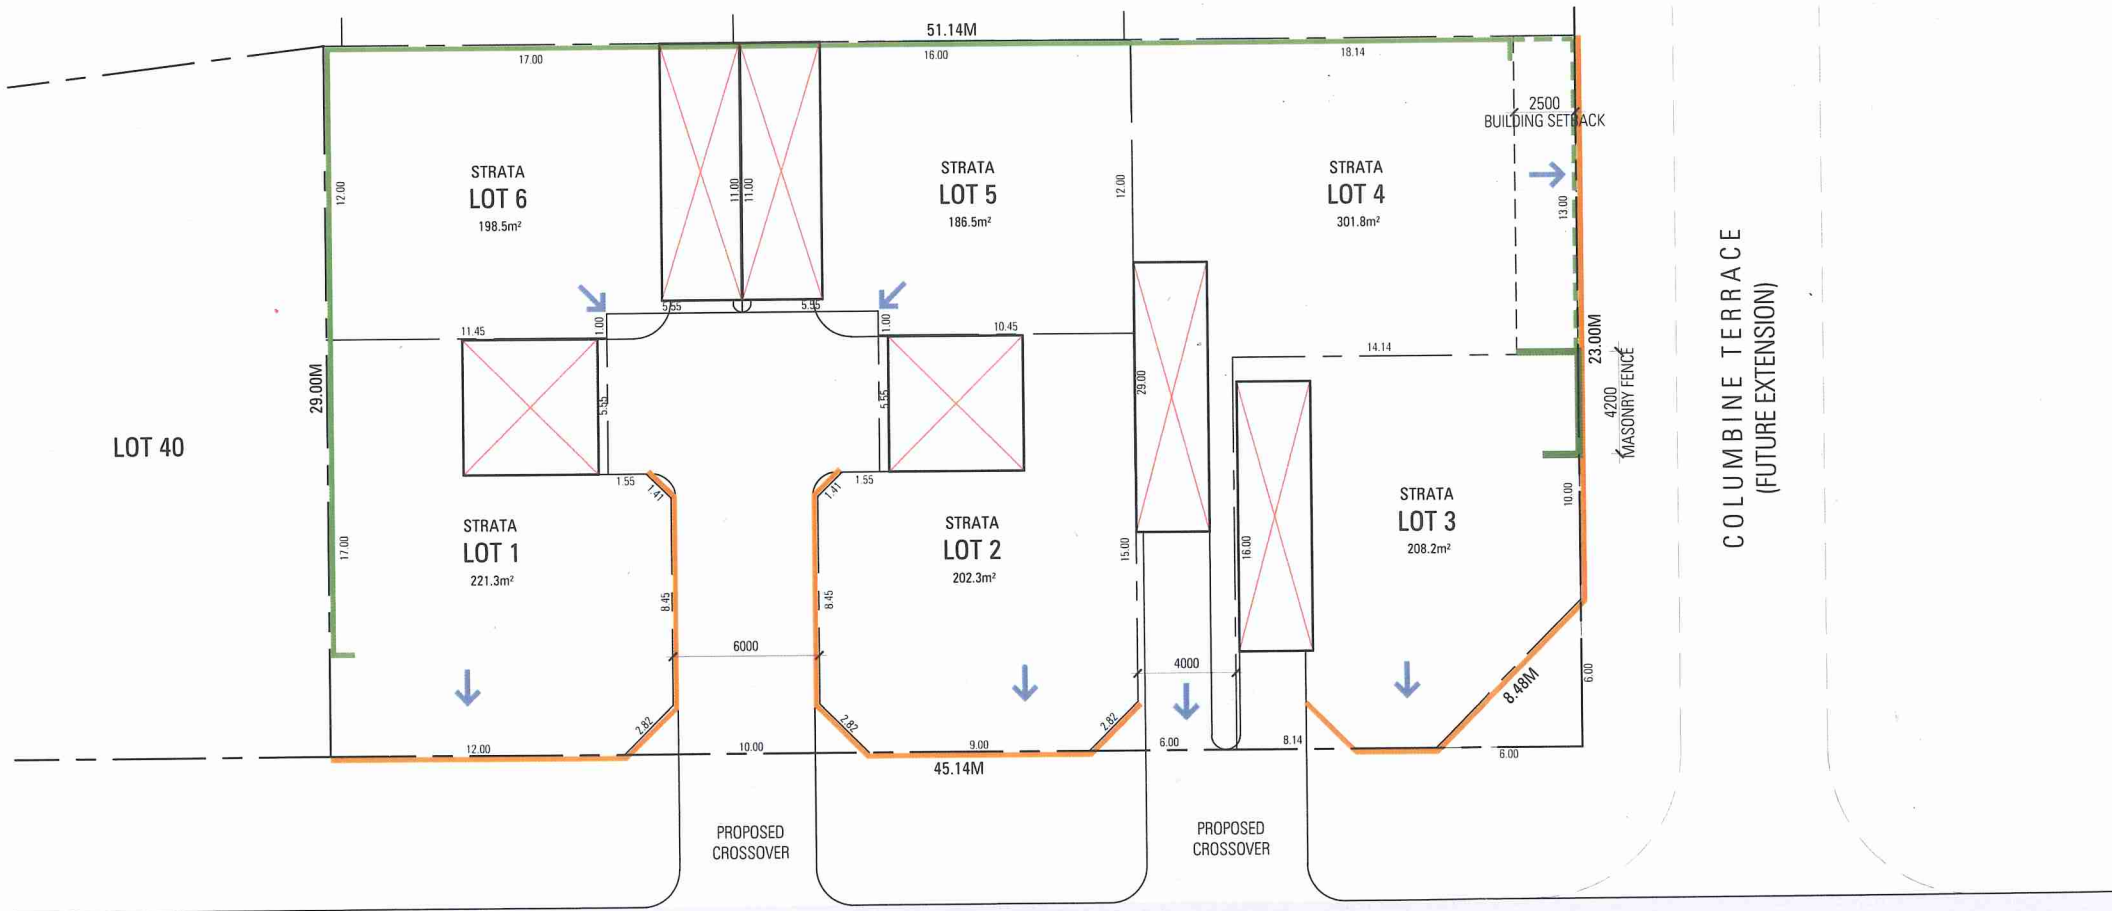 51.14M
17.00
16.00
18.14
2500
BUILDING SETBACK
STRATA
LOT 6
198.5m²
12.00
11.00
11.00
STRATA
LOT 5
186.5m²
12.00
STRATA
LOT 4
301.8m²
13.00
5.55
5.55
11.45
1.00
1.00
10.45
14.14
23.00M
4200
MASONRY FENCE
COLUMBINE TERRACE
(FUTURE EXTENSION)
29.00M
5.55
5.55
29.00
LOT 40
1.55
1.41
1.41
1.55
10.00
STRATA
LOT 3
208.2m²
STRATA
LOT 1
221.3m²
17.00
STRATA
LOT 2
202.3m²
15.00
16.00
8.45
8.45
6000
4000
6.00
8.48M
2.82
2.82
2.82
12.00
10.00
9.00
6.00
8.14
6.00
45.14M
PROPOSED
CROSSOVER
PROPOSED
CROSSOVER